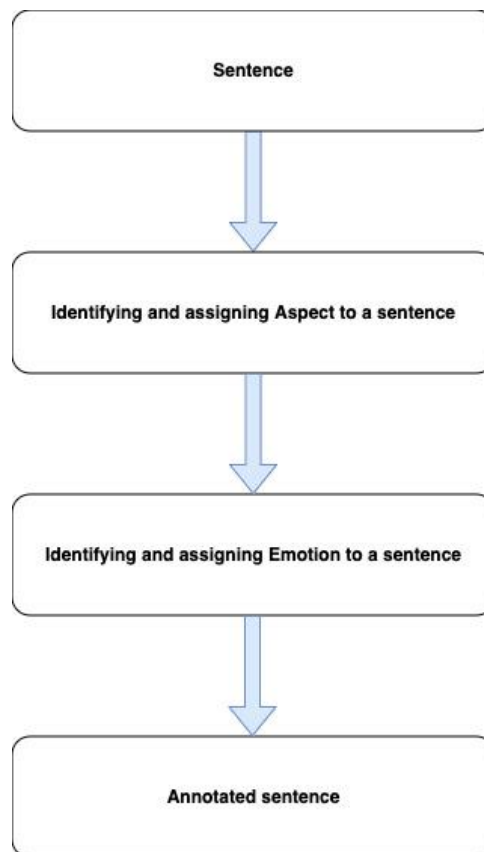 Sentence
Identifying and assigning Aspect to a sentence
Identifying and assigning Emotion to a sentence
Annotated sentence